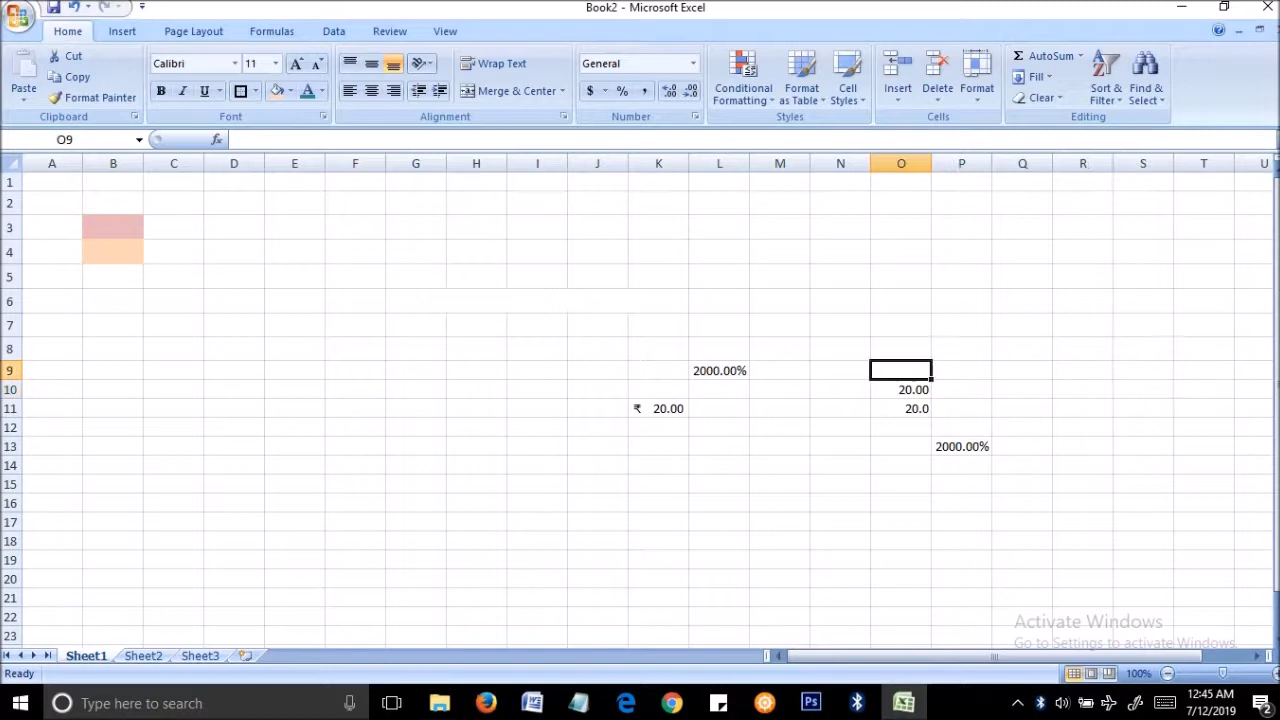 Book2 - Microsoft Excel
Home Insert Page Layout Formulas Data Review View
Cut
Copy
Format Painter
Paste
Clipboard
Calibri 11
B I U
Font
Wrap Text
Merge & Center
Alignment
General
$ % ,
Number
Conditional Formatting
Format as Table
Cell Styles
Styles
Insert Delete Format
Cells
AutoSum
Fill
Clear
Sort & Filter
Find & Select
Editing
O9 fx
A B C D E F G H I J K L M N O P Q R S T U
1
2
3
4
5
6
7
8
9 2000.00%
10 20.00
11 ₹ 20.00 20.0
12
13 2000.00%
14
15
16
17
18
19
20
21
22
23
Activate Windows
Go to Settings to activate Windows.
Sheet1 Sheet2 Sheet3
Ready 100%
Type here to search
W
Ps
12:45 AM
7/12/2019
2